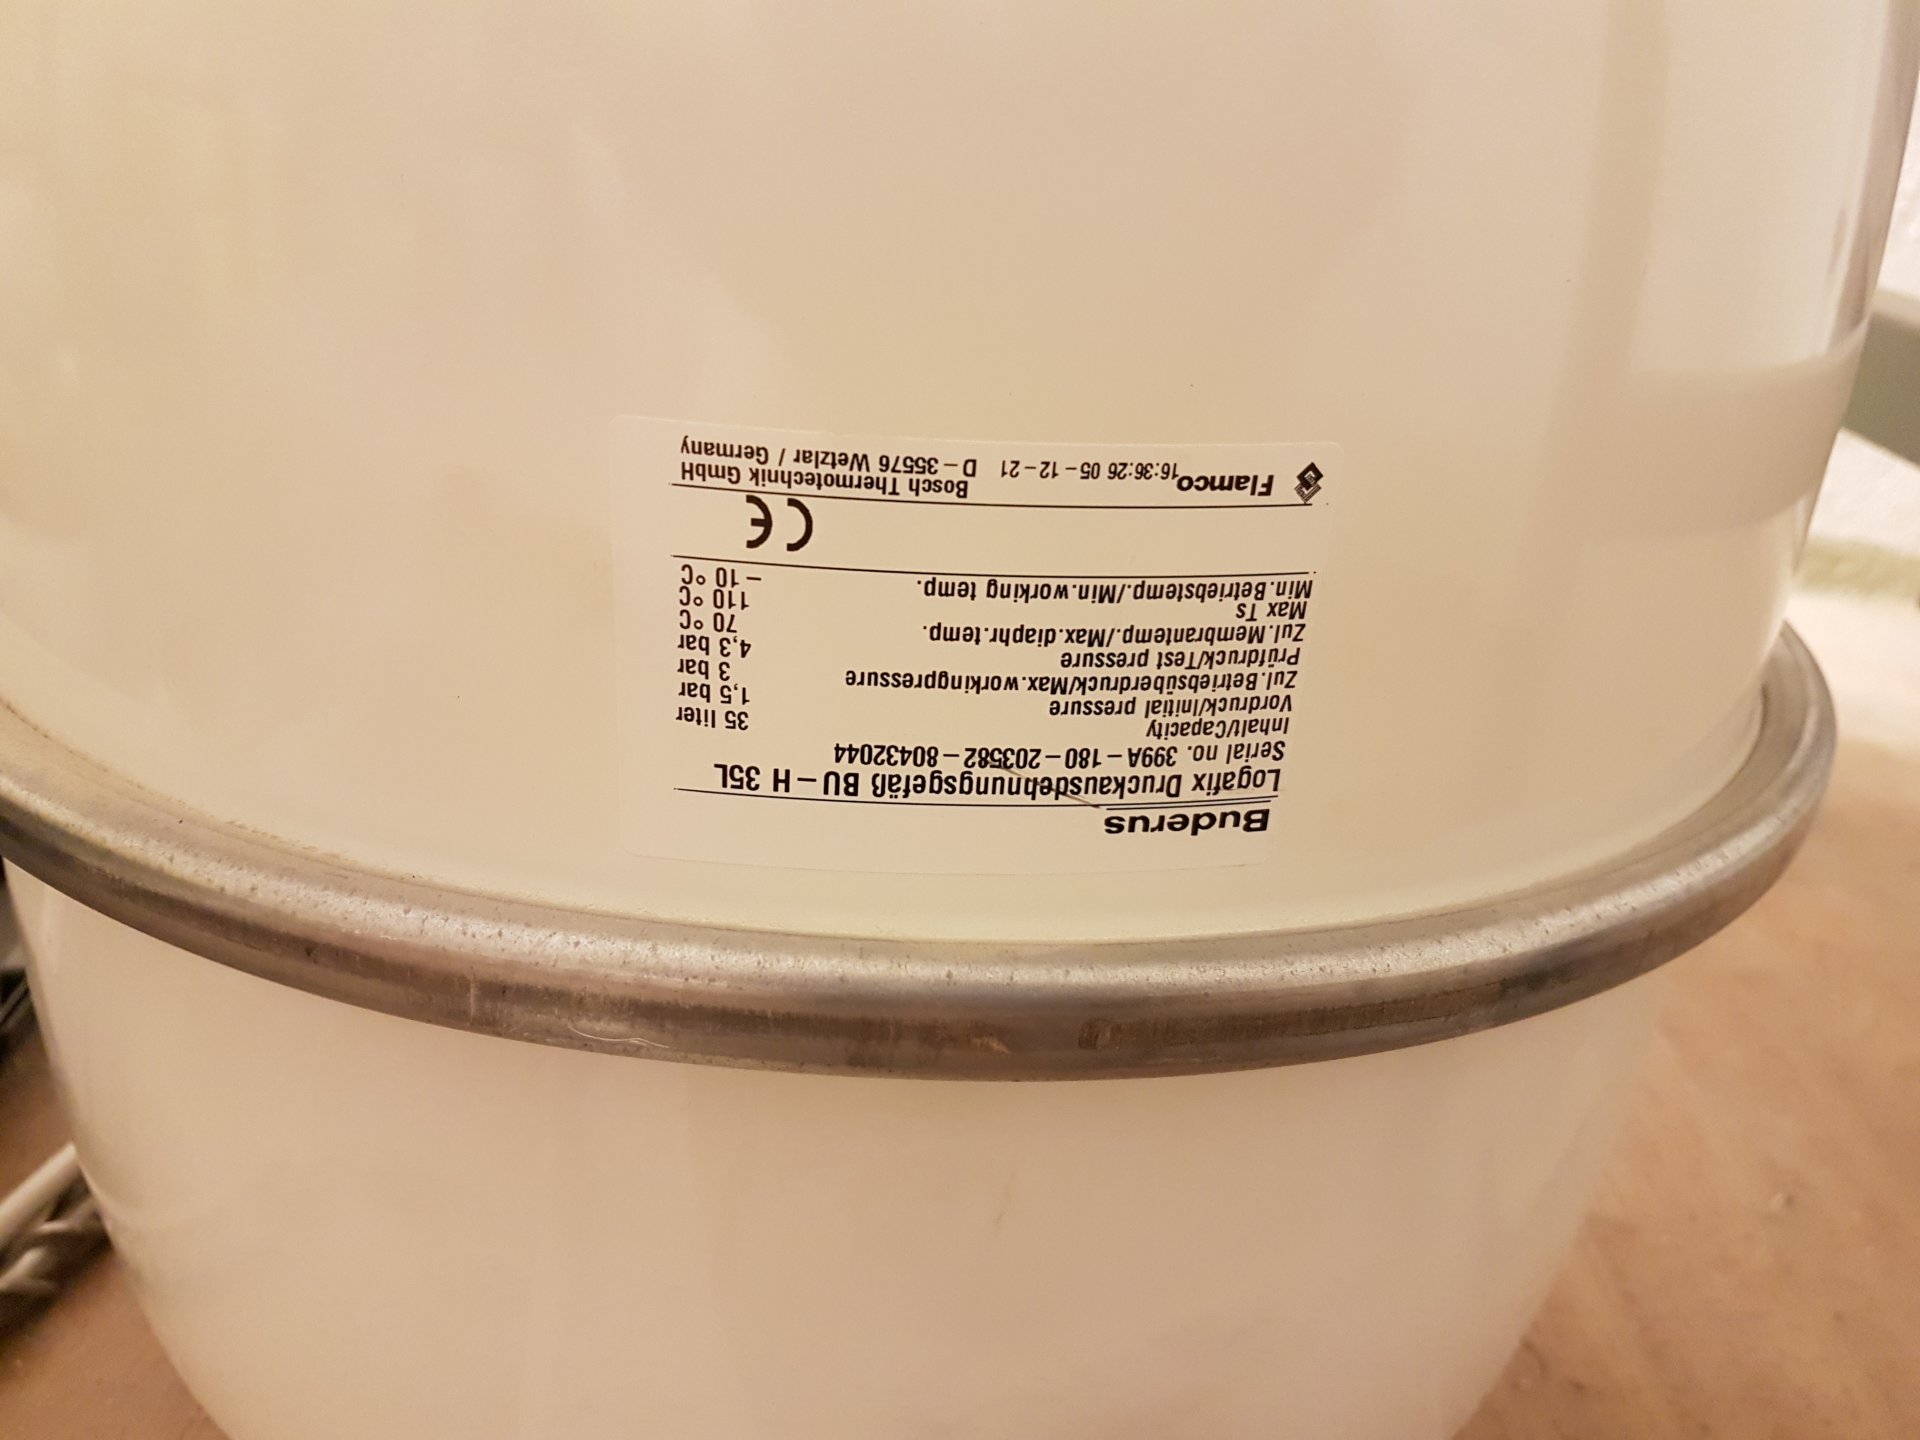 Buderus
Logafix Druckausdehnungsgefäß BU-H 35L
Serial no. 399A-180-203582-80432044
Inhalt/Capacity 35 liter
Vordruck/Initial pressure 1,5 bar
Zul.Betriebsüberdruck/Max.workingpressure 3 bar
Prüfdruck/Test pressure 4,3 bar
Zul.Membrantemp./Max.diaphr.temp. 70 °C
Max Ts 110 °C
Min.Betriebstemp./Min.working temp. -10 °C
CE
Flamco 16:36:26 05-12-21 Bosch Thermotechnik GmbH
D-35576 Wetzlar / Germany